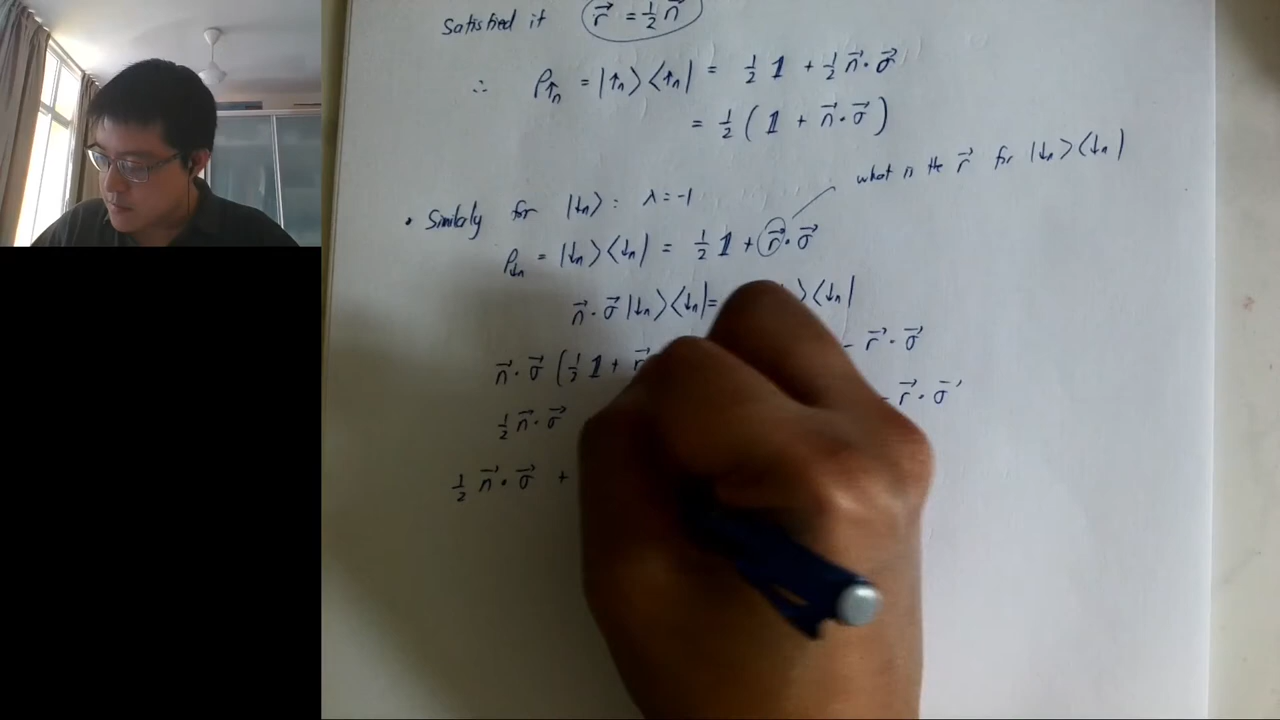 Satisfied if r⃗ = ½ n⃗
∴ ρ↑ₙ = |↑ₙ⟩⟨↑ₙ| = ½ 𝟙 + ½ n⃗·σ⃗
= ½ ( 𝟙 + n⃗·σ⃗ )
what is the r⃗ for |↓ₙ⟩⟨↓ₙ|
• Similarly for |↓ₙ⟩ : λ = -1
ρ↓ₙ = |↓ₙ⟩⟨↓ₙ| = ½ 𝟙 + r⃗·σ⃗
n⃗·σ⃗ |↓ₙ⟩⟨↓ₙ| = ⟩⟨↓ₙ|
n⃗·σ⃗ (½ 𝟙 + r⃗ - r⃗·σ⃗
½ n⃗·σ⃗ - r⃗·σ⃗
½ n⃗·σ⃗ +